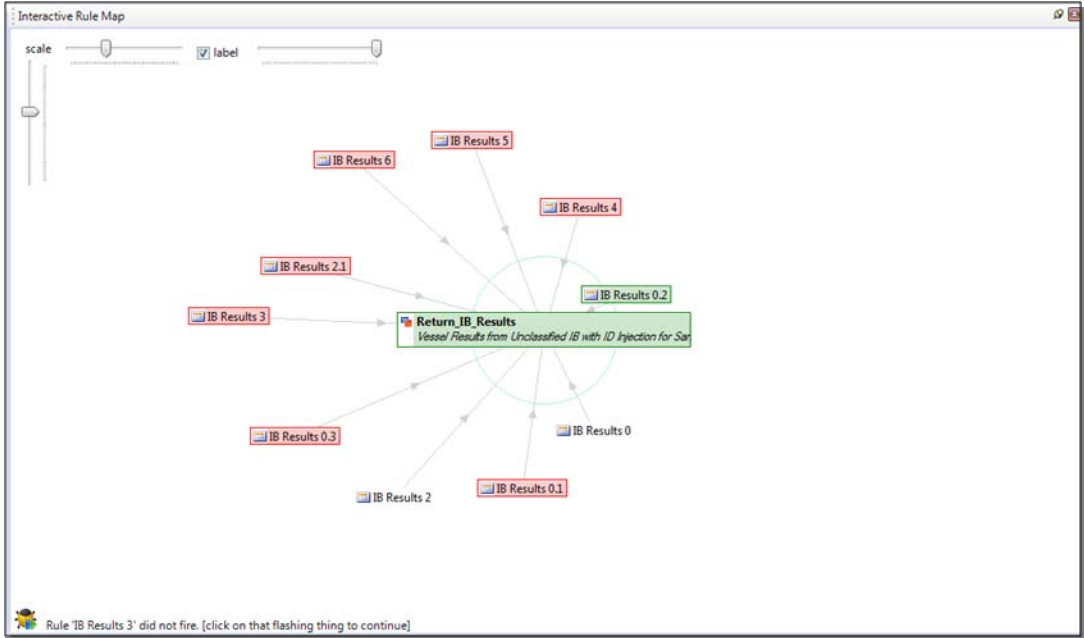 Interactive Rule Map
scale
label
IB Results 5
IB Results 6
IB Results 4
IB Results 2.1
IB Results 0.2
IB Results 3
Return_IB_Results
Vessel Results from Unclassified IB with ID Injection for Sar
IB Results 0.3
IB Results 0
IB Results 2
IB Results 0.1
Rule 'IB Results 3' did not fire. [click on that flashing thing to continue]